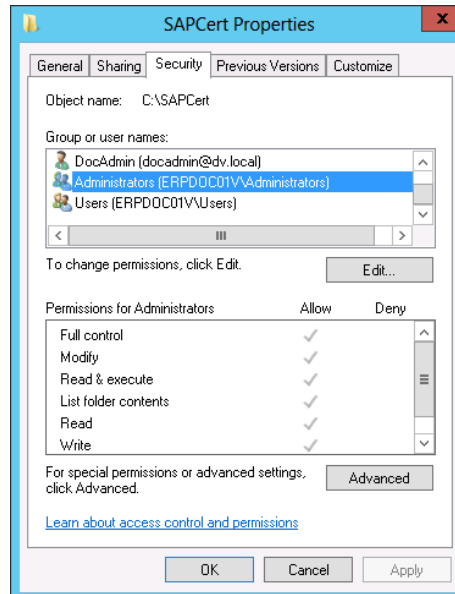 SAPCert Properties
x
General Sharing Security Previous Versions Customize
Object name: C:\SAPCert
Group or user names:
DocAdmin (docadmin@dv.local)
Administrators (ERPDOC01V\Administrators)
Users (ERPDOC01V\Users)
To change permissions, click Edit.
Edit...
Permissions for Administrators Allow Deny
Full control
Modify
Read & execute
List folder contents
Read
Write
For special permissions or advanced settings,
click Advanced.
Advanced
Learn about access control and permissions
OK Cancel Apply